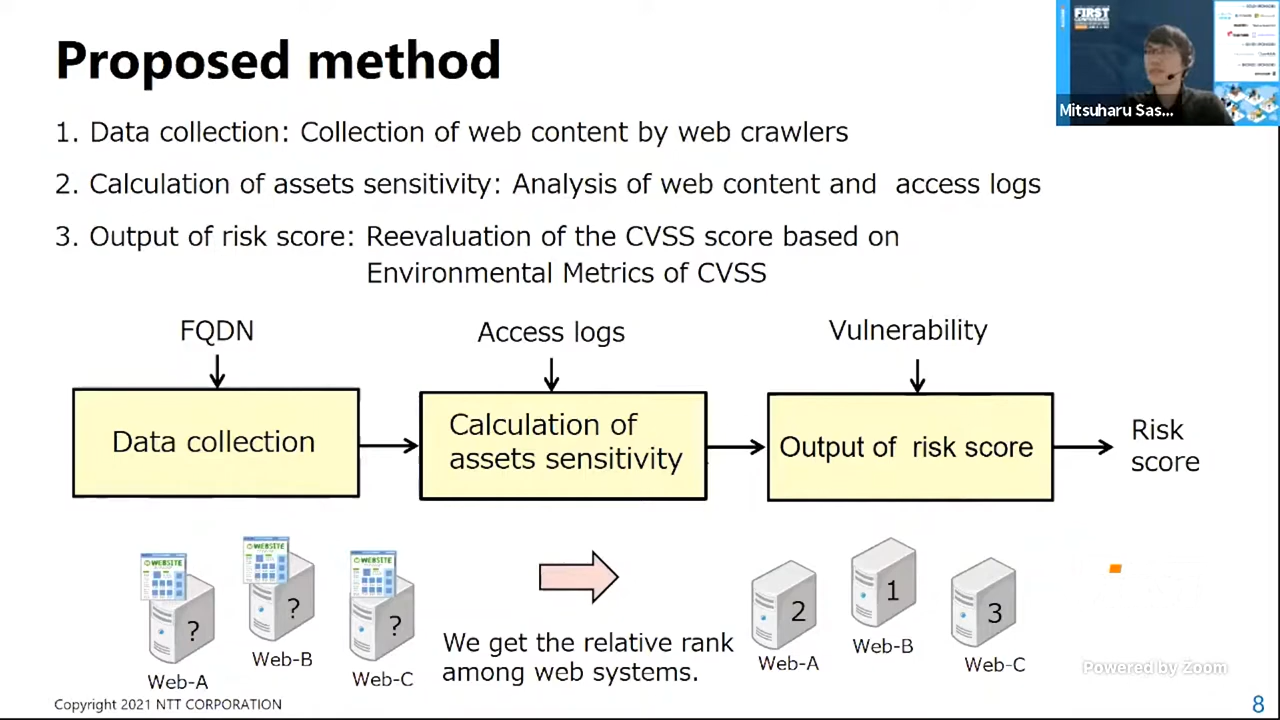 Proposed method
FIRST
Mitsuharu Sas...
1. Data collection: Collection of web content by web crawlers
2. Calculation of assets sensitivity: Analysis of web content and access logs
3. Output of risk score: Reevaluation of the CVSS score based on
Environmental Metrics of CVSS
FQDN
Access logs
Vulnerability
Data collection
Calculation of
assets sensitivity
Output of risk score
Risk
score
WEBSITE
WEBSITE
WEBSITE
?
?
?
2
1
3
We get the relative rank
among web systems.
Web-A
Web-B
Web-C
Web-A
Web-B
Web-C
Powered by Zoom
Copyright 2021 NTT CORPORATION
8